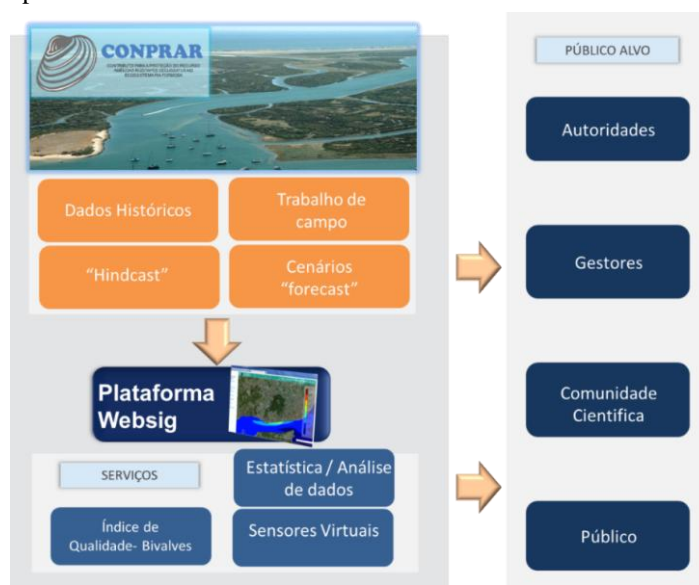 CONPRAR
PÚBLICO ALVO
Autoridades
Dados Históricos
Trabalho de
campo
"Hindcast"
Cenários
"forecast"
Gestores
Plataforma
Websig
Comunidade
Cientifica
SERVIÇOS
Estatística / Análise
de dados
Índice de
Qualidade- Bivalves
Sensores Virtuais
Público